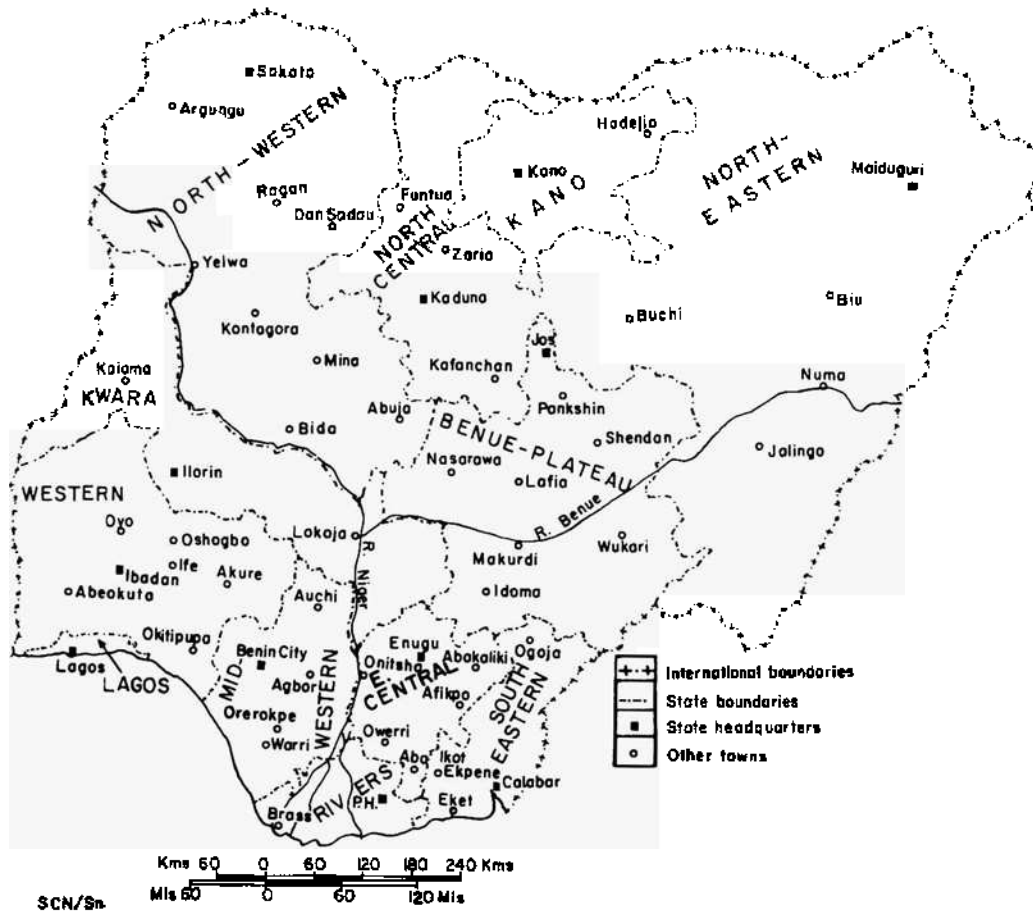 Sokoto
Argungu
NORTH-WESTERN
Ragan
Dan Sadau
Funtua
NORTH
CENTRAL
Zaria
Hadejia
Kano
KANO
NORTH-
EASTERN
Maiduguri
Yelwa
Kaduna
Kontagora
Buchi
Biu
Mina
Jos
Kafanchan
Kaiama
KWARA
Numa
Abuja
Pankshin
Bida
BENUE-PLATEAU
Shendan
Jalingo
Nasarawa
Lafia
Ilorin
WESTERN
Oyo
Oshogbo
Lokoja
R. Niger
R. Benue
Makurdi
Wukari
Ibadan
Ife
Akure
Abeokuta
Auchi
Idoma
Okitipupa
Lagos
LAGOS
Benin City
MID-
WESTERN
Agbor
Enugu
Onitsha
E.
CENTRAL
Abakaliki
Ogoja
SOUTH
EASTERN
Afikpo
Orerokpe
Warri
Owerri
Aba
Ikot
Ekpene
Calabar
RIVERS
P.H.
Eket
Brass
International boundaries
State boundaries
State headquarters
Other towns
Kms 60 0 60 120 180 240 Kms
Mls 60 0 60 120 Mls
SCN/Sn.